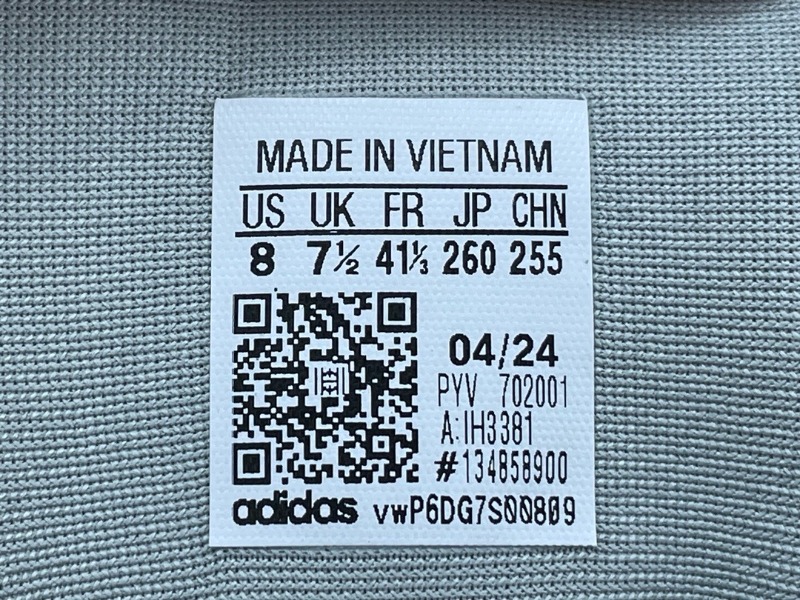 MADE IN VIETNAM
US UK FR JP CHN
8 7½ 41⅓ 260 255
04/24
PYV 702001
A:IH3381
#134858900
adidas vwP6DG7S00809